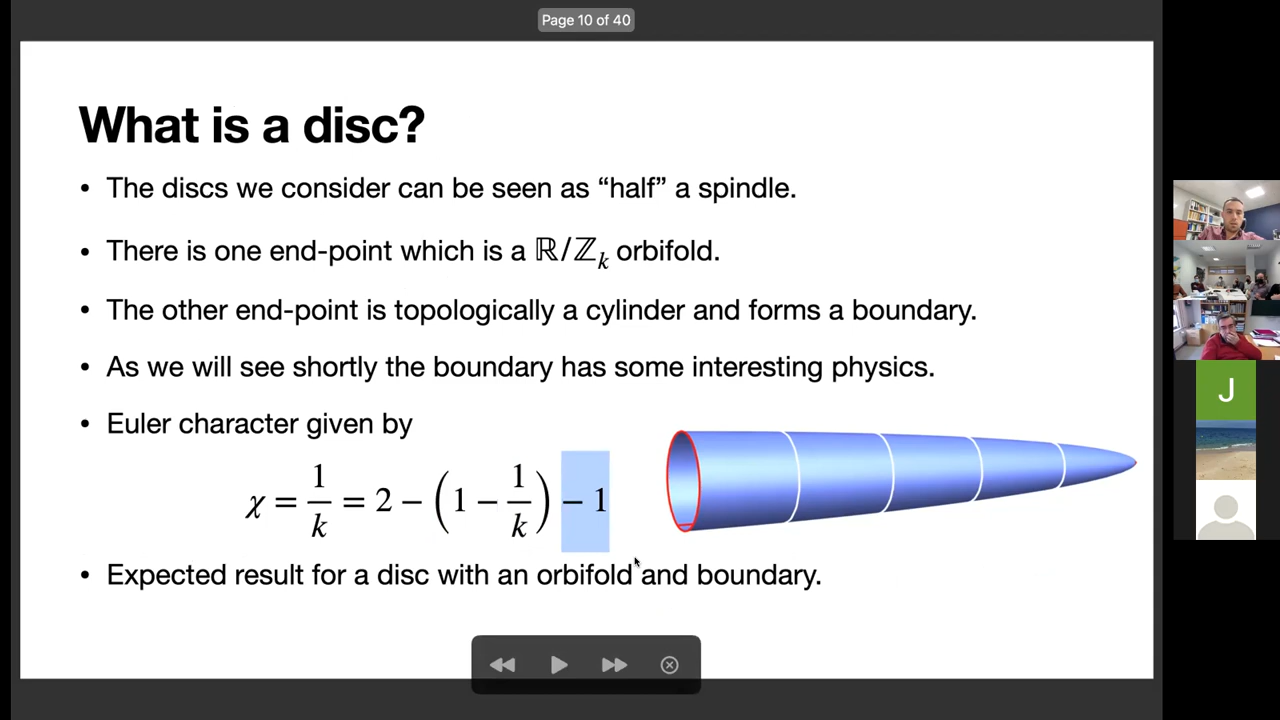 Page 10 of 40
What is a disc?
• The discs we consider can be seen as “half” a spindle.
• There is one end-point which is a ℝ/ℤ_k orbifold.
• The other end-point is topologically a cylinder and forms a boundary.
• As we will see shortly the boundary has some interesting physics.
• Euler character given by
χ = 1/k = 2 − (1 − 1/k) − 1
• Expected result for a disc with an orbifold and boundary.
J